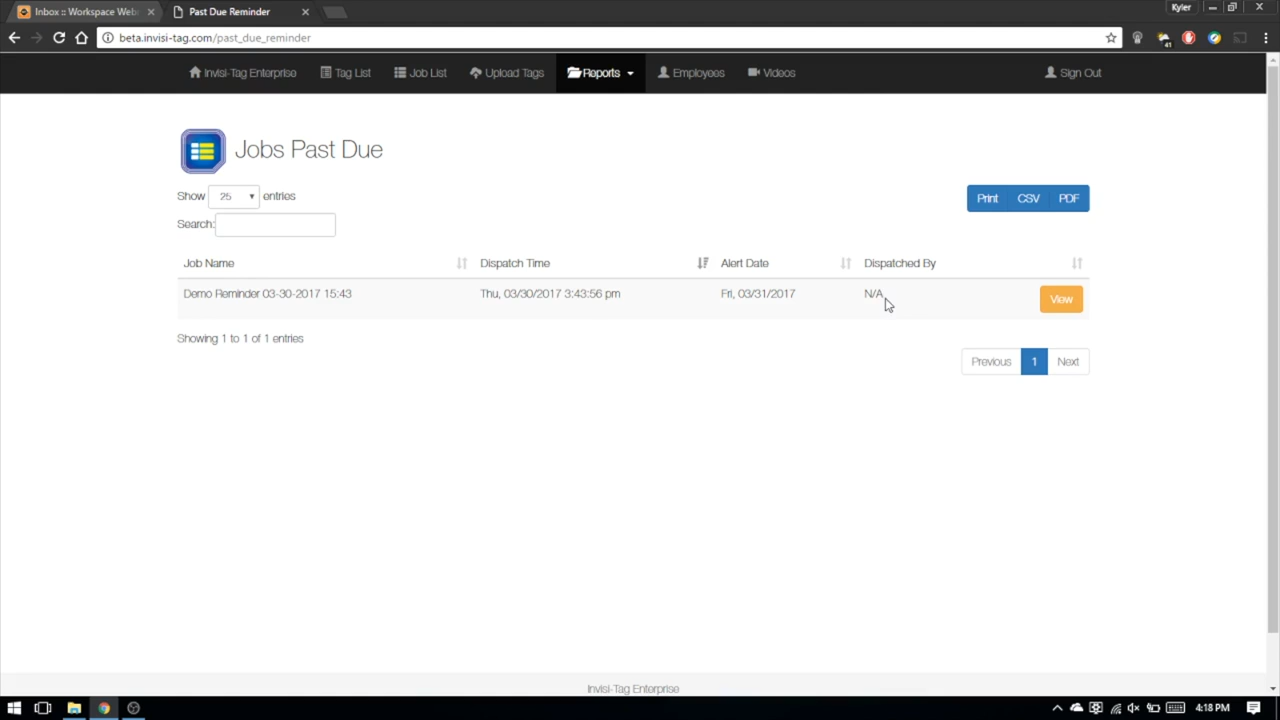 Inbox :: Workspace Web
Past Due Reminder
Kyler
beta.invisi-tag.com/past_due_reminder
41
Invisi-Tag Enterprise
Tag List
Job List
Upload Tags
Reports
Employees
Videos
Sign Out
Jobs Past Due
Show 25 entries
Print CSV PDF
Search:
Job Name Dispatch Time Alert Date Dispatched By
Demo Reminder 03-30-2017 15:43 Thu, 03/30/2017 3:43:56 pm Fri, 03/31/2017 N/A View
Showing 1 to 1 of 1 entries
Previous 1 Next
Invisi-Tag Enterprise
4:18 PM